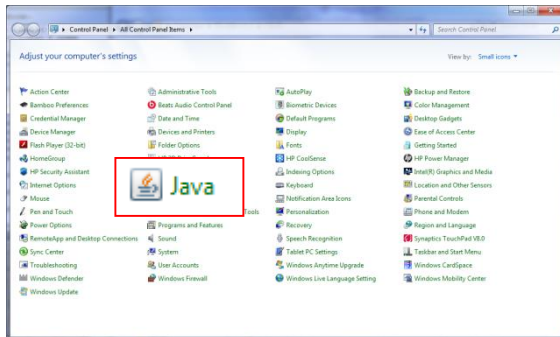 Control Panel All Control Panel Items Search Control Panel
Adjust your computer's settings View by: Small icons
Action Center Administrative Tools AutoPlay Backup and Restore
Bamboo Preferences Beats Audio Control Panel Biometric Devices Color Management
Credential Manager Date and Time Default Programs Desktop Gadgets
Device Manager Devices and Printers Display Ease of Access Center
Flash Player (32-bit) Folder Options Fonts Getting Started
HomeGroup HP CoolSense HP Power Manager
HP Security Assistant Indexing Options Intel(R) Graphics and Media
Internet Options Java Keyboard Location and Other Sensors
Mouse Notification Area Icons Parental Controls
Pen and Touch Tools Personalization Phone and Modem
Power Options Programs and Features Recovery Region and Language
RemoteApp and Desktop Connections Sound Speech Recognition Synaptics TouchPad V8.0
Sync Center System Tablet PC Settings Taskbar and Start Menu
Troubleshooting User Accounts Windows Anytime Upgrade Windows CardSpace
Windows Defender Windows Firewall Windows Live Language Setting Windows Mobility Center
Windows Update